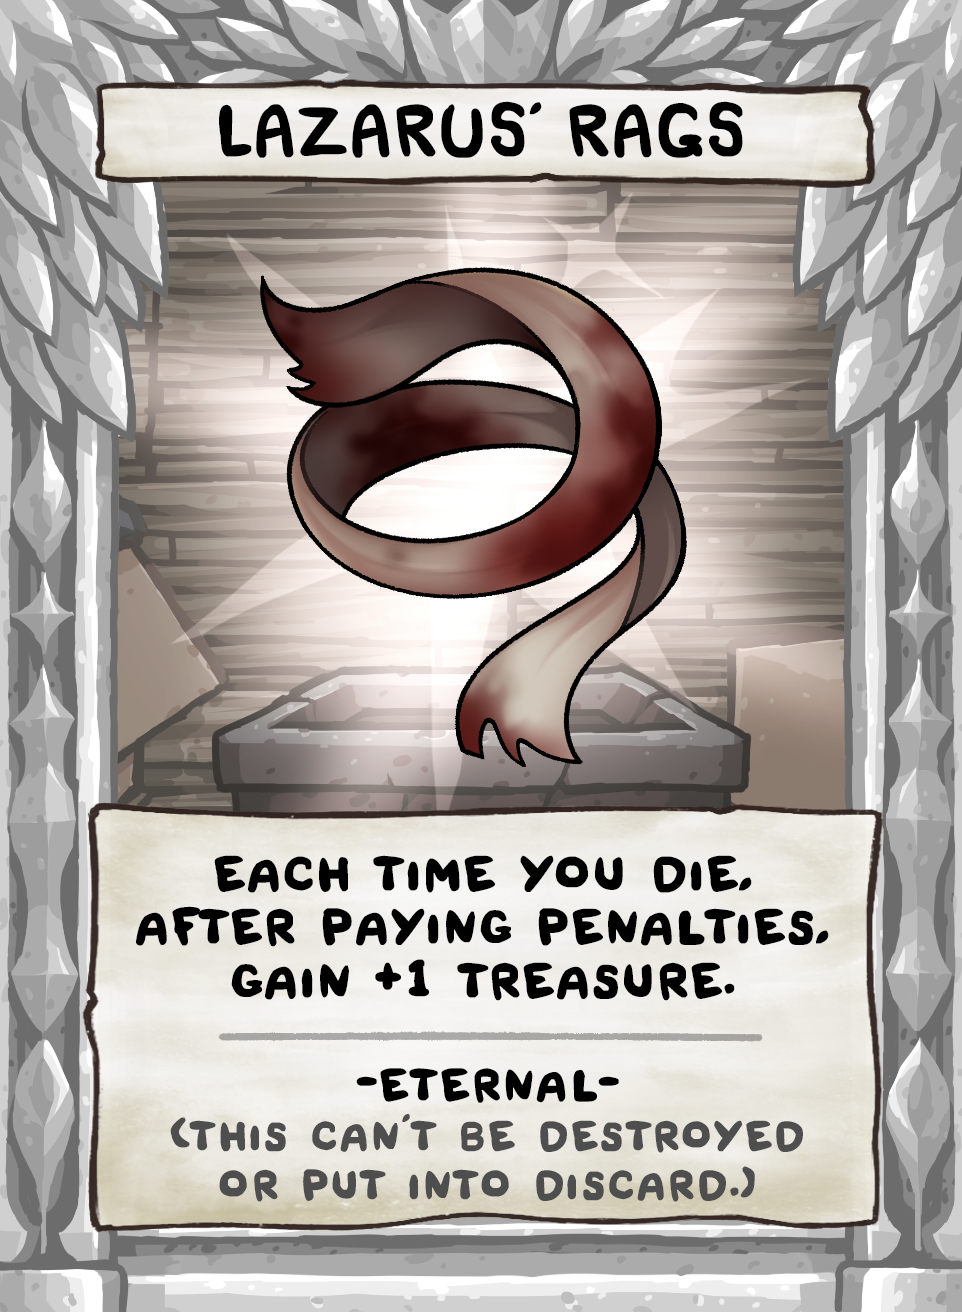 LAZARUS' RAGS
EACH TIME YOU DIE,
AFTER PAYING PENALTIES,
GAIN +1 TREASURE.
-ETERNAL-
(THIS CAN'T BE DESTROYED
OR PUT INTO DISCARD.)